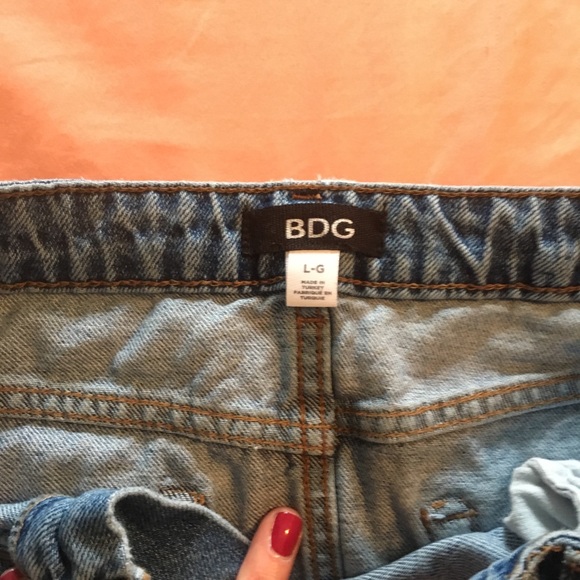 BDG
L-G
MADE IN
TURKEY
FABRIQUÉ EN
TURQUIE